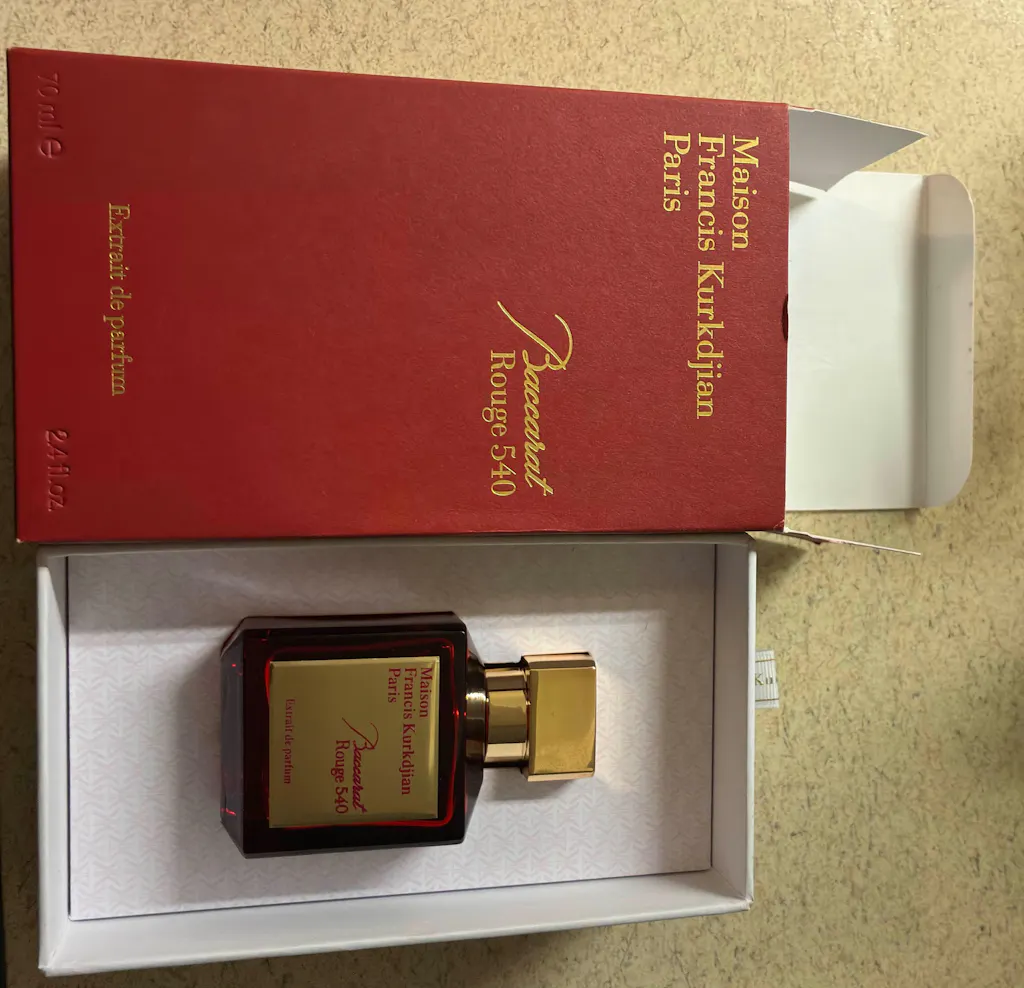 Maison
Francis Kurkdjian
Paris
Baccarat
Rouge 540
Extrait de parfum
70 ml ℮
2.4 fl.oz.
Maison
Francis Kurkdjian
Paris
Baccarat
Rouge 540
Extrait de parfum